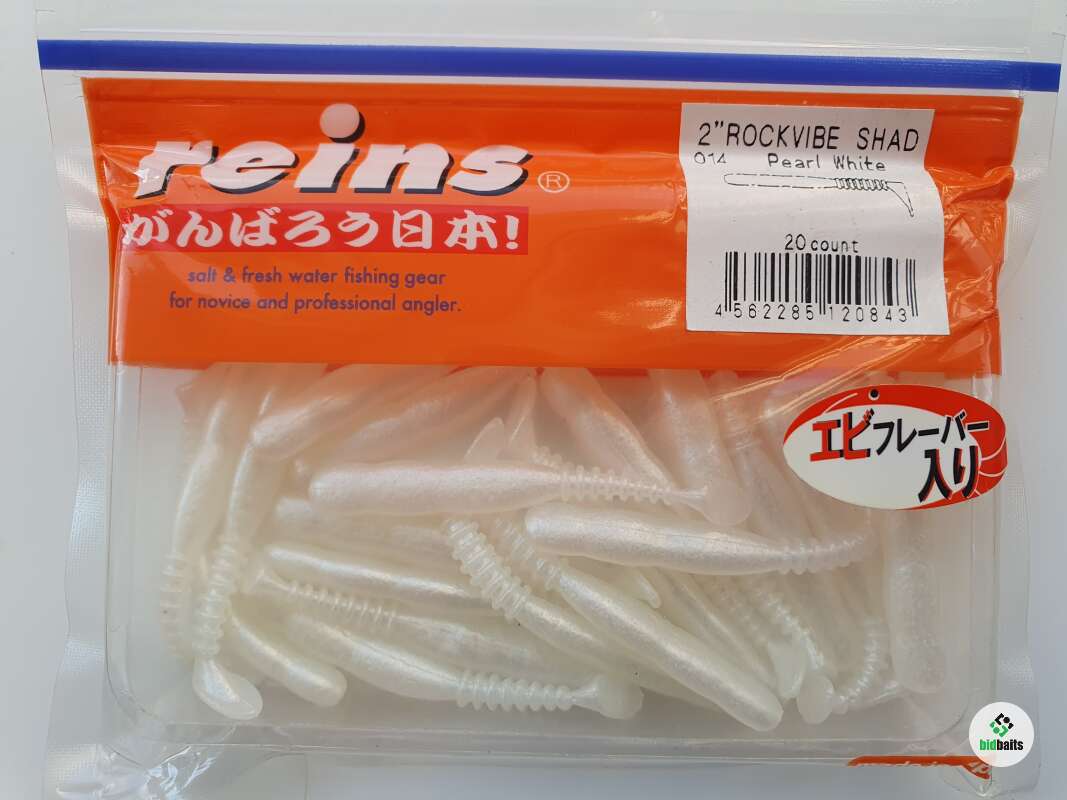 reins®
がんばろう日本!
salt & fresh water fishing gear
for novice and professional angler.
2"ROCKVIBE SHAD
014 Pearl White
20 count
4 562285 120843
エビフレーバー
入り
bidbaits